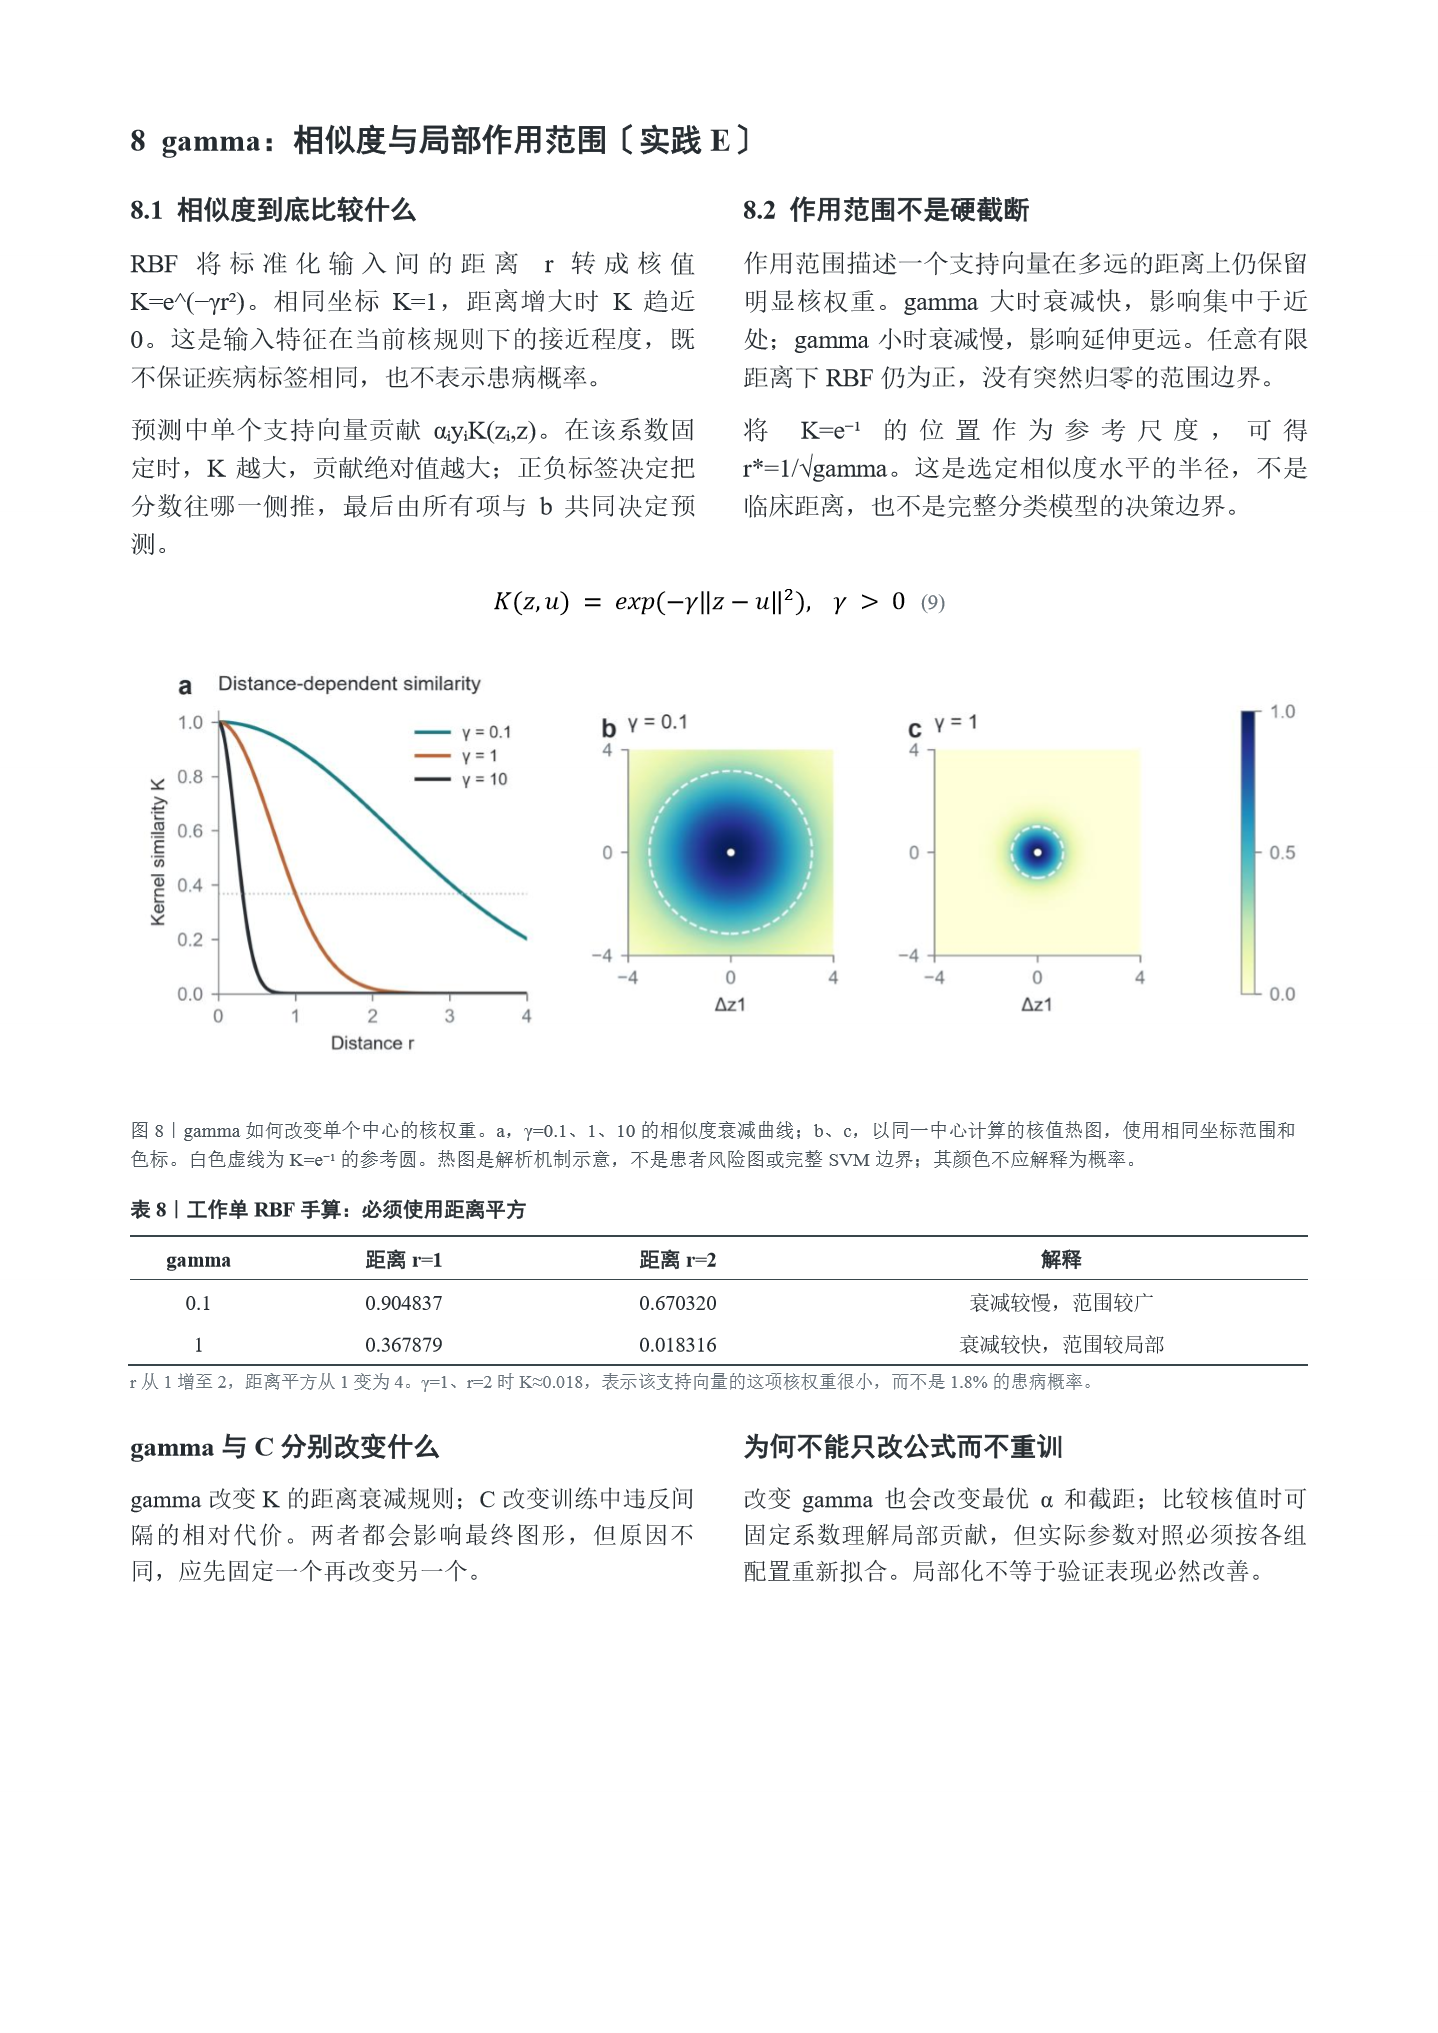 8 gamma：相似度与局部作用范围〔实践 E〕
8.1 相似度到底比较什么
RBF 将标准化输入间的距离 r 转成核值
K=e^(−γr²)。相同坐标 K=1，距离增大时 K 趋近
0。这是输入特征在当前核规则下的接近程度，既
不保证疾病标签相同，也不表示患病概率。
预测中单个支持向量贡献 αᵢyᵢK(zᵢ,z)。在该系数固
定时，K 越大，贡献绝对值越大；正负标签决定把
分数往哪一侧推，最后由所有项与 b 共同决定预
测。
8.2 作用范围不是硬截断
作用范围描述一个支持向量在多远的距离上仍保留
明显核权重。gamma 大时衰减快，影响集中于近
处；gamma 小时衰减慢，影响延伸更远。任意有限
距离下 RBF 仍为正，没有突然归零的范围边界。
将 K=e⁻¹ 的位置作为参考尺度，可得
r*=1/√gamma。这是选定相似度水平的半径，不是
临床距离，也不是完整分类模型的决策边界。
K(z,u) = exp(−γ‖z − u‖²), γ > 0 (9)
a Distance-dependent similarity
Kernel similarity K
1.0
0.8
0.6
0.4
0.2
0.0
0 1 2 3 4
Distance r
γ = 0.1
γ = 1
γ = 10
b γ = 0.1
4
0
−4
−4 0 4
Δz1
c γ = 1
4
0
−4
−4 0 4
Δz1
1.0
0.5
0.0
图 8｜gamma 如何改变单个中心的核权重。a，γ=0.1、1、10 的相似度衰减曲线；b、c，以同一中心计算的核值热图，使用相同坐标范围和
色标。白色虚线为 K=e⁻¹ 的参考圆。热图是解析机制示意，不是患者风险图或完整 SVM 边界；其颜色不应解释为概率。
表 8｜工作单 RBF 手算：必须使用距离平方
gamma 距离 r=1 距离 r=2 解释
0.1 0.904837 0.670320 衰减较慢，范围较广
1 0.367879 0.018316 衰减较快，范围较局部
r 从 1 增至 2，距离平方从 1 变为 4。γ=1、r=2 时 K≈0.018，表示该支持向量的这项核权重很小，而不是 1.8% 的患病概率。
gamma 与 C 分别改变什么
gamma 改变 K 的距离衰减规则；C 改变训练中违反间
隔的相对代价。两者都会影响最终图形，但原因不
同，应先固定一个再改变另一个。
为何不能只改公式而不重训
改变 gamma 也会改变最优 α 和截距；比较核值时可
固定系数理解局部贡献，但实际参数对照必须按各组
配置重新拟合。局部化不等于验证表现必然改善。